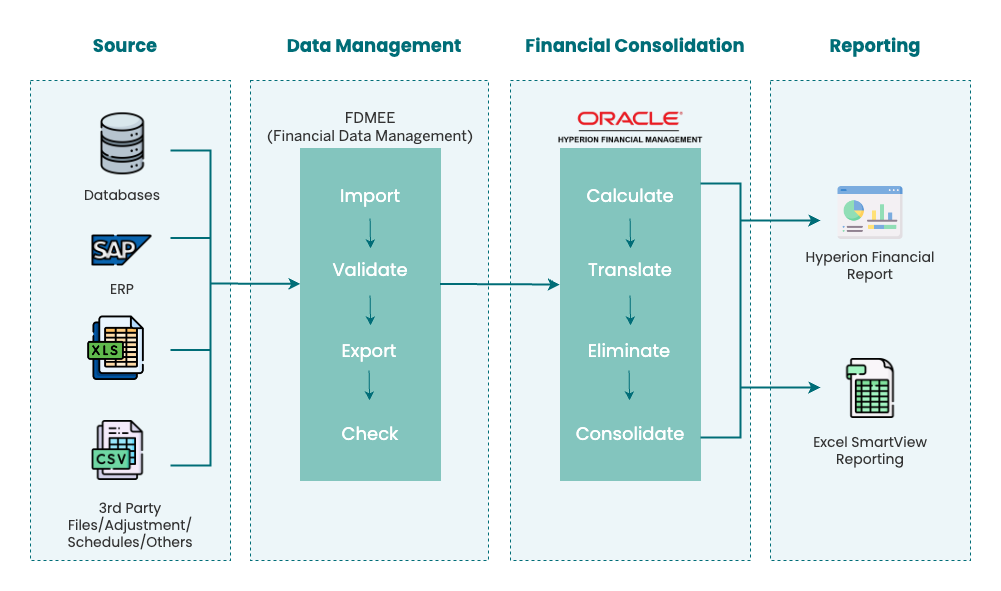 Source
Data Management
Financial Consolidation
Reporting
Databases
SAP
ERP
XLS
CSV
3rd Party
Files/Adjustment/
Schedules/Others
FDMEE
(Financial Data Management)
Import
Validate
Export
Check
ORACLE®
HYPERION FINANCIAL MANAGEMENT
Calculate
Translate
Eliminate
Consolidate
Hyperion Financial
Report
Excel SmartView
Reporting